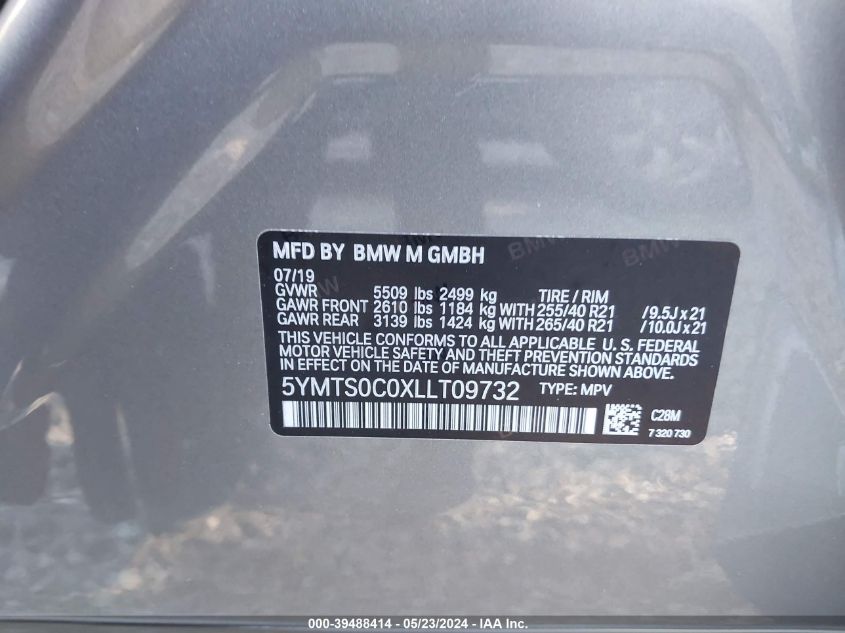 MFD BY BMW M GMBH
07/19
GVWR 5509 lbs 2499 kg TIRE / RIM
GAWR FRONT 2610 lbs 1184 kg WITH 255/40 R21 /9.5J x 21
GAWR REAR 3139 lbs 1424 kg WITH 265/40 R21 /10.0J x 21
THIS VEHICLE CONFORMS TO ALL APPLICABLE U. S. FEDERAL
MOTOR VEHICLE SAFETY AND THEFT PREVENTION STANDARDS
IN EFFECT ON THE DATE OF MANUFACTURE SHOWN ABOVE.
5YMTS0C0XLLT09732 TYPE: MPV
C28M
7 320 730
000-39488414 / 05/23/2024 - IAA Inc.